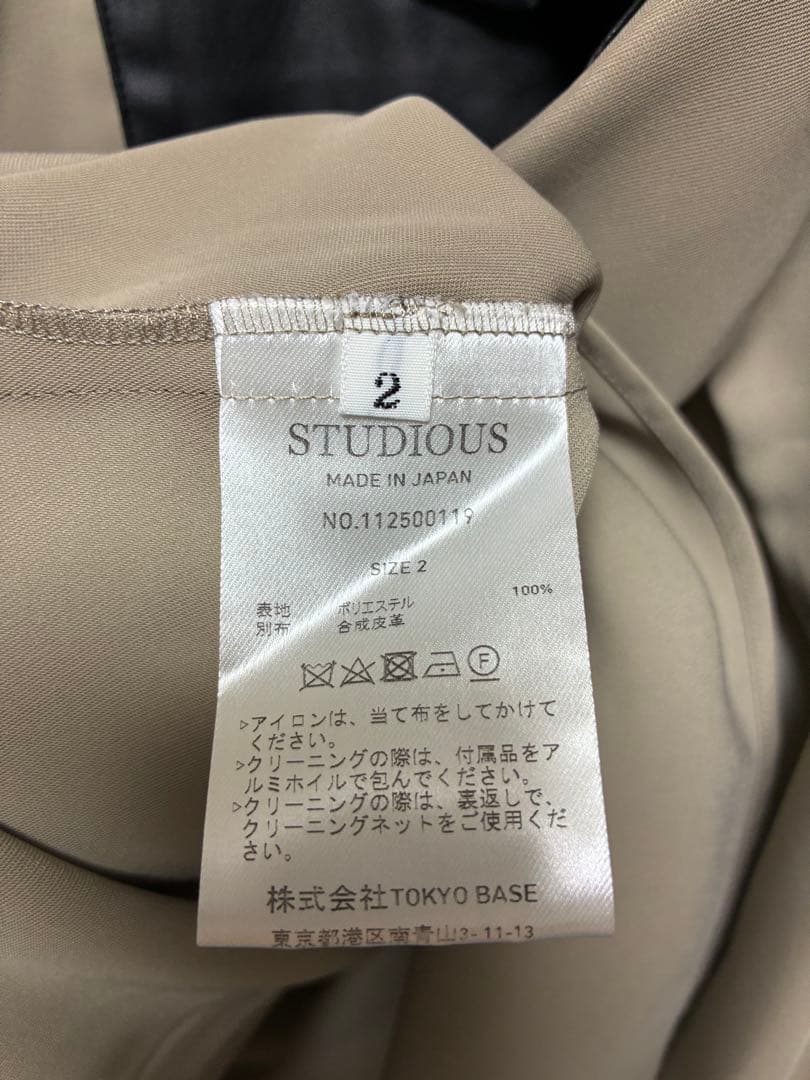 2
STUDIOUS
MADE IN JAPAN
NO.112500119
SIZE 2
表地 ポリエステル 100%
別布 合成皮革
F
▷アイロンは、当て布をしてかけて
ください。
▷クリーニングの際は、付属品をア
ルミホイルで包んでください。
▷クリーニングの際は、裏返しで、
クリーニングネットをご使用くだ
さい。
株式会社TOKYO BASE
東京都港区南青山3-11-13